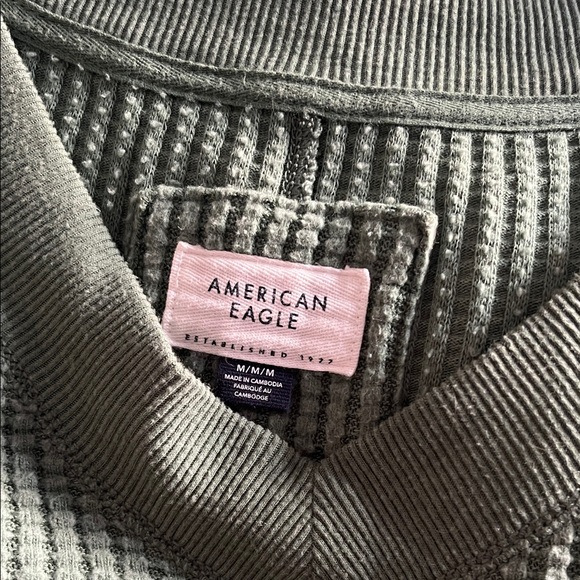 AMERICAN
EAGLE
ESTABLISHED 1977
M/M/M
MADE IN CAMBODIA
FABRIQUÉ AU
CAMBODGE